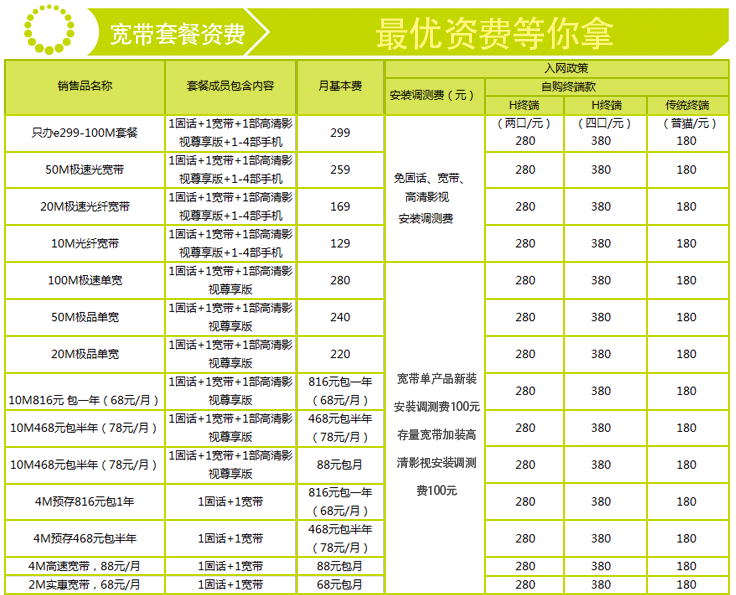 宽带套餐资费
最优资费等你拿
销售品名称
套餐成员包含内容
月基本费
入网政策
安装调测费（元）
自购终端款
H终端
H终端
传统终端
（两口/元）
（四口/元）
（普猫/元）
只办e299-100M套餐
1固话+1宽带+1部高清影
视尊享版+1-4部手机
299
280
380
180
50M极速光宽带
1固话+1宽带+1部高清影
视尊享版+1-4部手机
259
免固话、宽带、
高清影视
安装调测费
280
380
180
20M极速光纤宽带
1固话+1宽带+1部高清影
视尊享版+1-4部手机
169
280
380
180
10M光纤宽带
1固话+1宽带+1部高清影
视尊享版+1-4部手机
129
280
380
180
100M极速单宽
1固话+1宽带+1部高清影
视尊享版
280
280
380
180
50M极品单宽
1固话+1宽带+1部高清影
视尊享版
240
280
380
180
20M极品单宽
1固话+1宽带+1部高清影
视尊享版
220
280
380
180
10M816元 包一年（68元/月）
1固话+1宽带+1部高清影
视尊享版
816元包一年
（68元/月）
宽带单产品新装
安装调测费100元
存量宽带加装高
清影视安装调测
费100元
280
380
180
10M468元包半年（78元/月）
1固话+1宽带+1部高清影
视尊享版
468元包半年
（78元/月）
280
380
180
10M468元包半年（78元/月）
1固话+1宽带+1部高清影
视尊享版
88元包月
280
380
180
4M预存816元包1年
1固话+1宽带
816元包一年
（68元/月）
280
380
180
4M预存468元包半年
1固话+1宽带
468元包半年
（78元/月）
280
380
180
4M高速宽带，88元/月
1固话+1宽带
88元包月
280
380
180
2M实惠宽带，68元/月
1固话+1宽带
68元包月
280
380
180